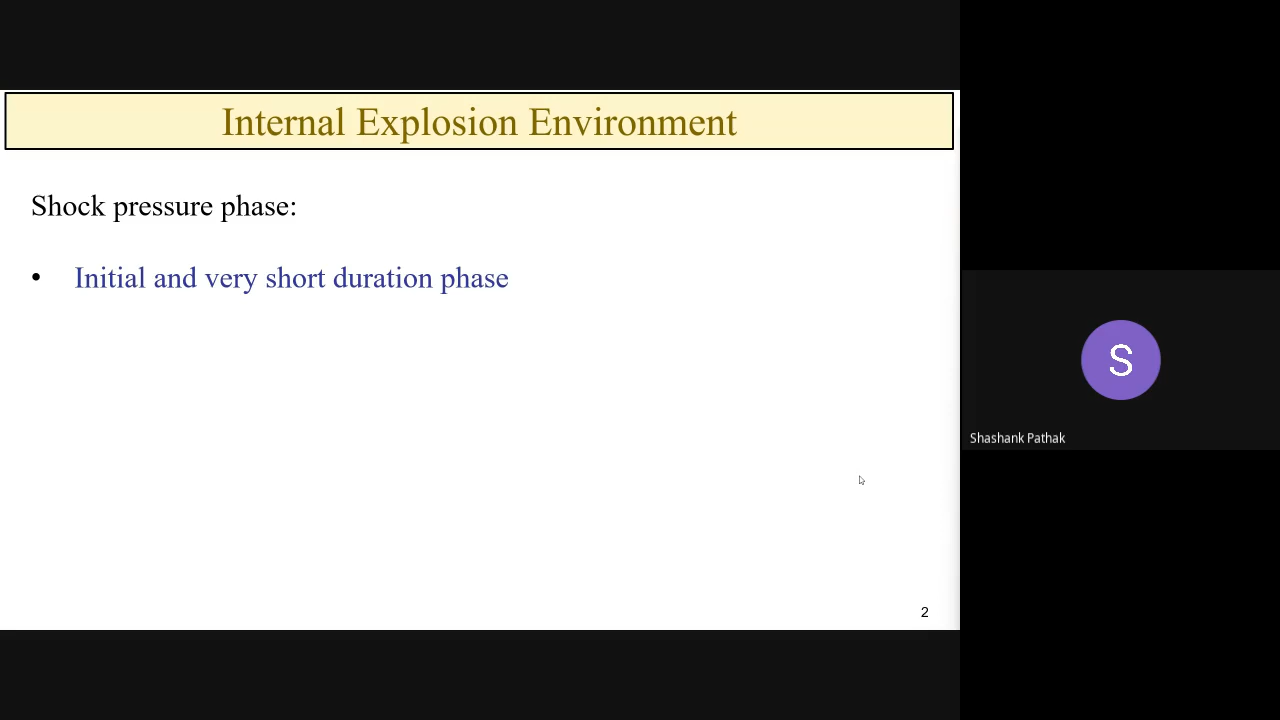 Internal Explosion Environment
Shock pressure phase:
• Initial and very short duration phase
2
S
Shashank Pathak